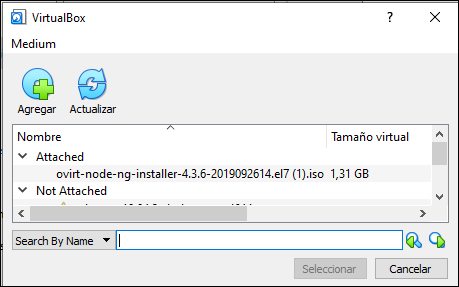 VirtualBox
Medium
Agregar Actualizar
Nombre Tamaño virtual
Attached
ovirt-node-ng-installer-4.3.6-2019092614.el7 (1).iso 1,31 GB
Not Attached
Search By Name
Seleccionar Cancelar